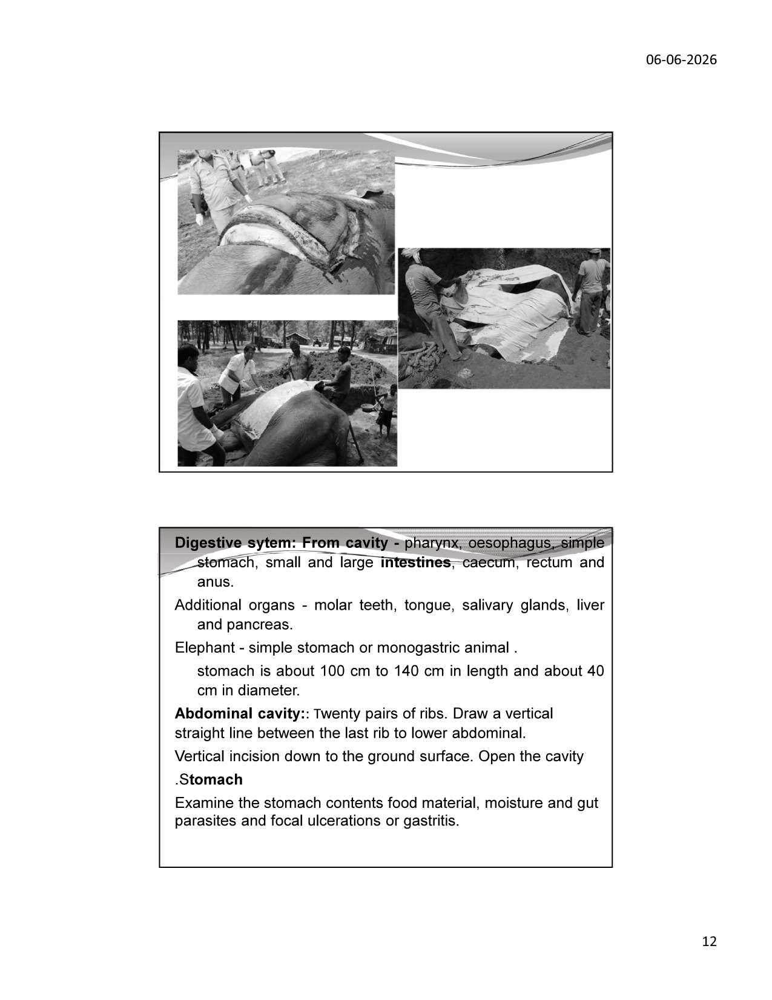 06-06-2026
Digestive sytem: From cavity - pharynx, oesophagus, simple
stomach, small and large intestines, caecum, rectum and
anus.
Additional organs - molar teeth, tongue, salivary glands, liver
and pancreas.
Elephant - simple stomach or monogastric animal .
stomach is about 100 cm to 140 cm in length and about 40
cm in diameter.
Abdominal cavity:: Twenty pairs of ribs. Draw a vertical
straight line between the last rib to lower abdominal.
Vertical incision down to the ground surface. Open the cavity
.Stomach
Examine the stomach contents food material, moisture and gut
parasites and focal ulcerations or gastritis.
12